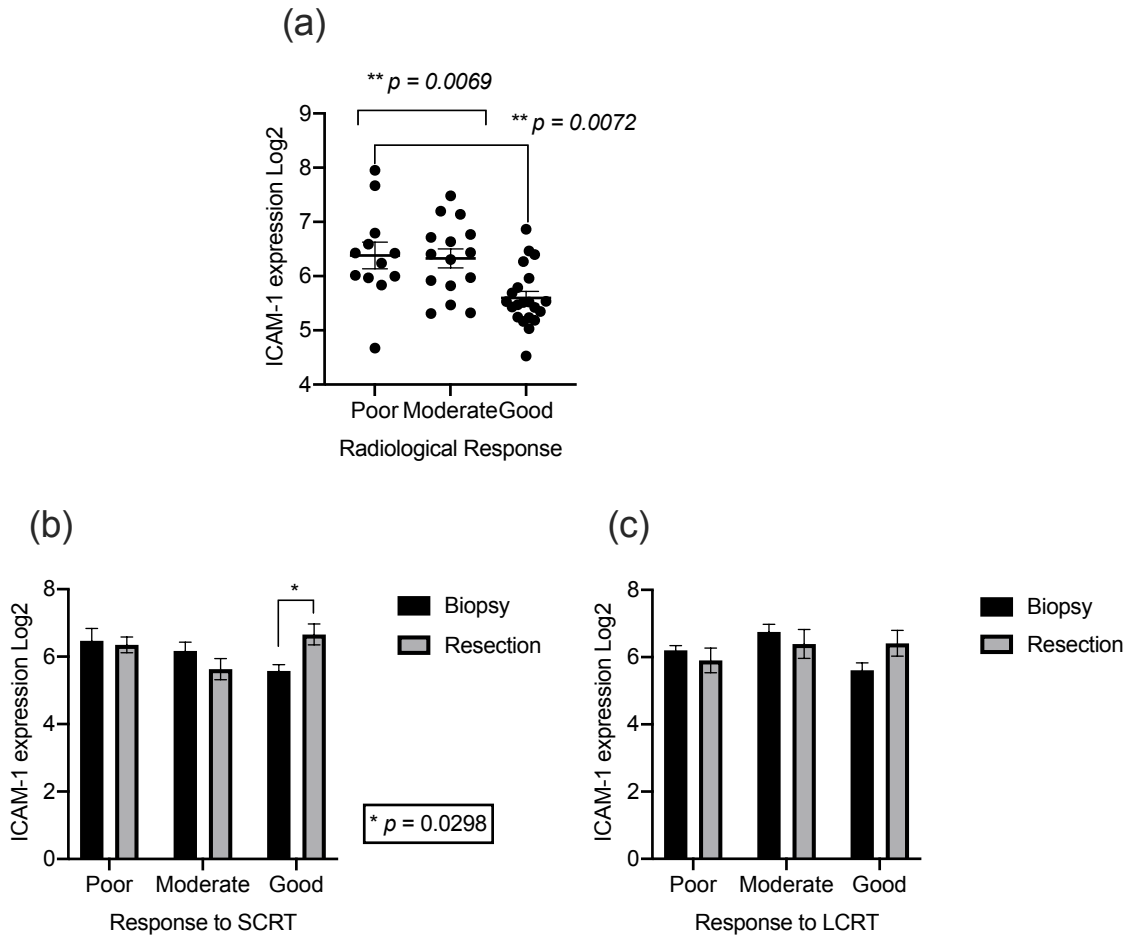 (a)
** p = 0.0069
** p = 0.0072
9
8
7
6
5
4
ICAM-1 expression Log2
Poor Moderate Good
Radiological Response
(b)
8
6
4
2
0
ICAM-1 expression Log2
*
Biopsy
Resection
* p = 0.0298
Poor Moderate Good
Response to SCRT
(c)
8
6
4
2
0
ICAM-1 expression Log2
Biopsy
Resection
Poor Moderate Good
Response to LCRT